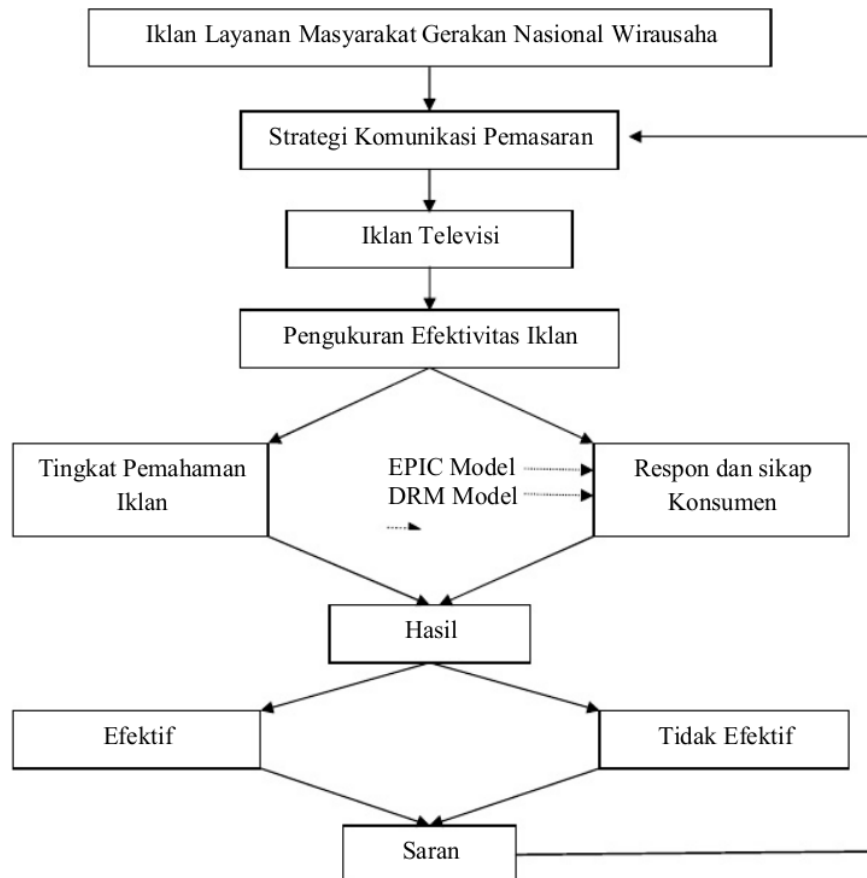 Iklan Layanan Masyarakat Gerakan Nasional Wirausaha
Strategi Komunikasi Pemasaran
Iklan Televisi
Pengukuran Efektivitas Iklan
Tingkat Pemahaman
Iklan
EPIC Model
DRM Model
Respon dan sikap
Konsumen
Hasil
Efektif
Tidak Efektif
Saran